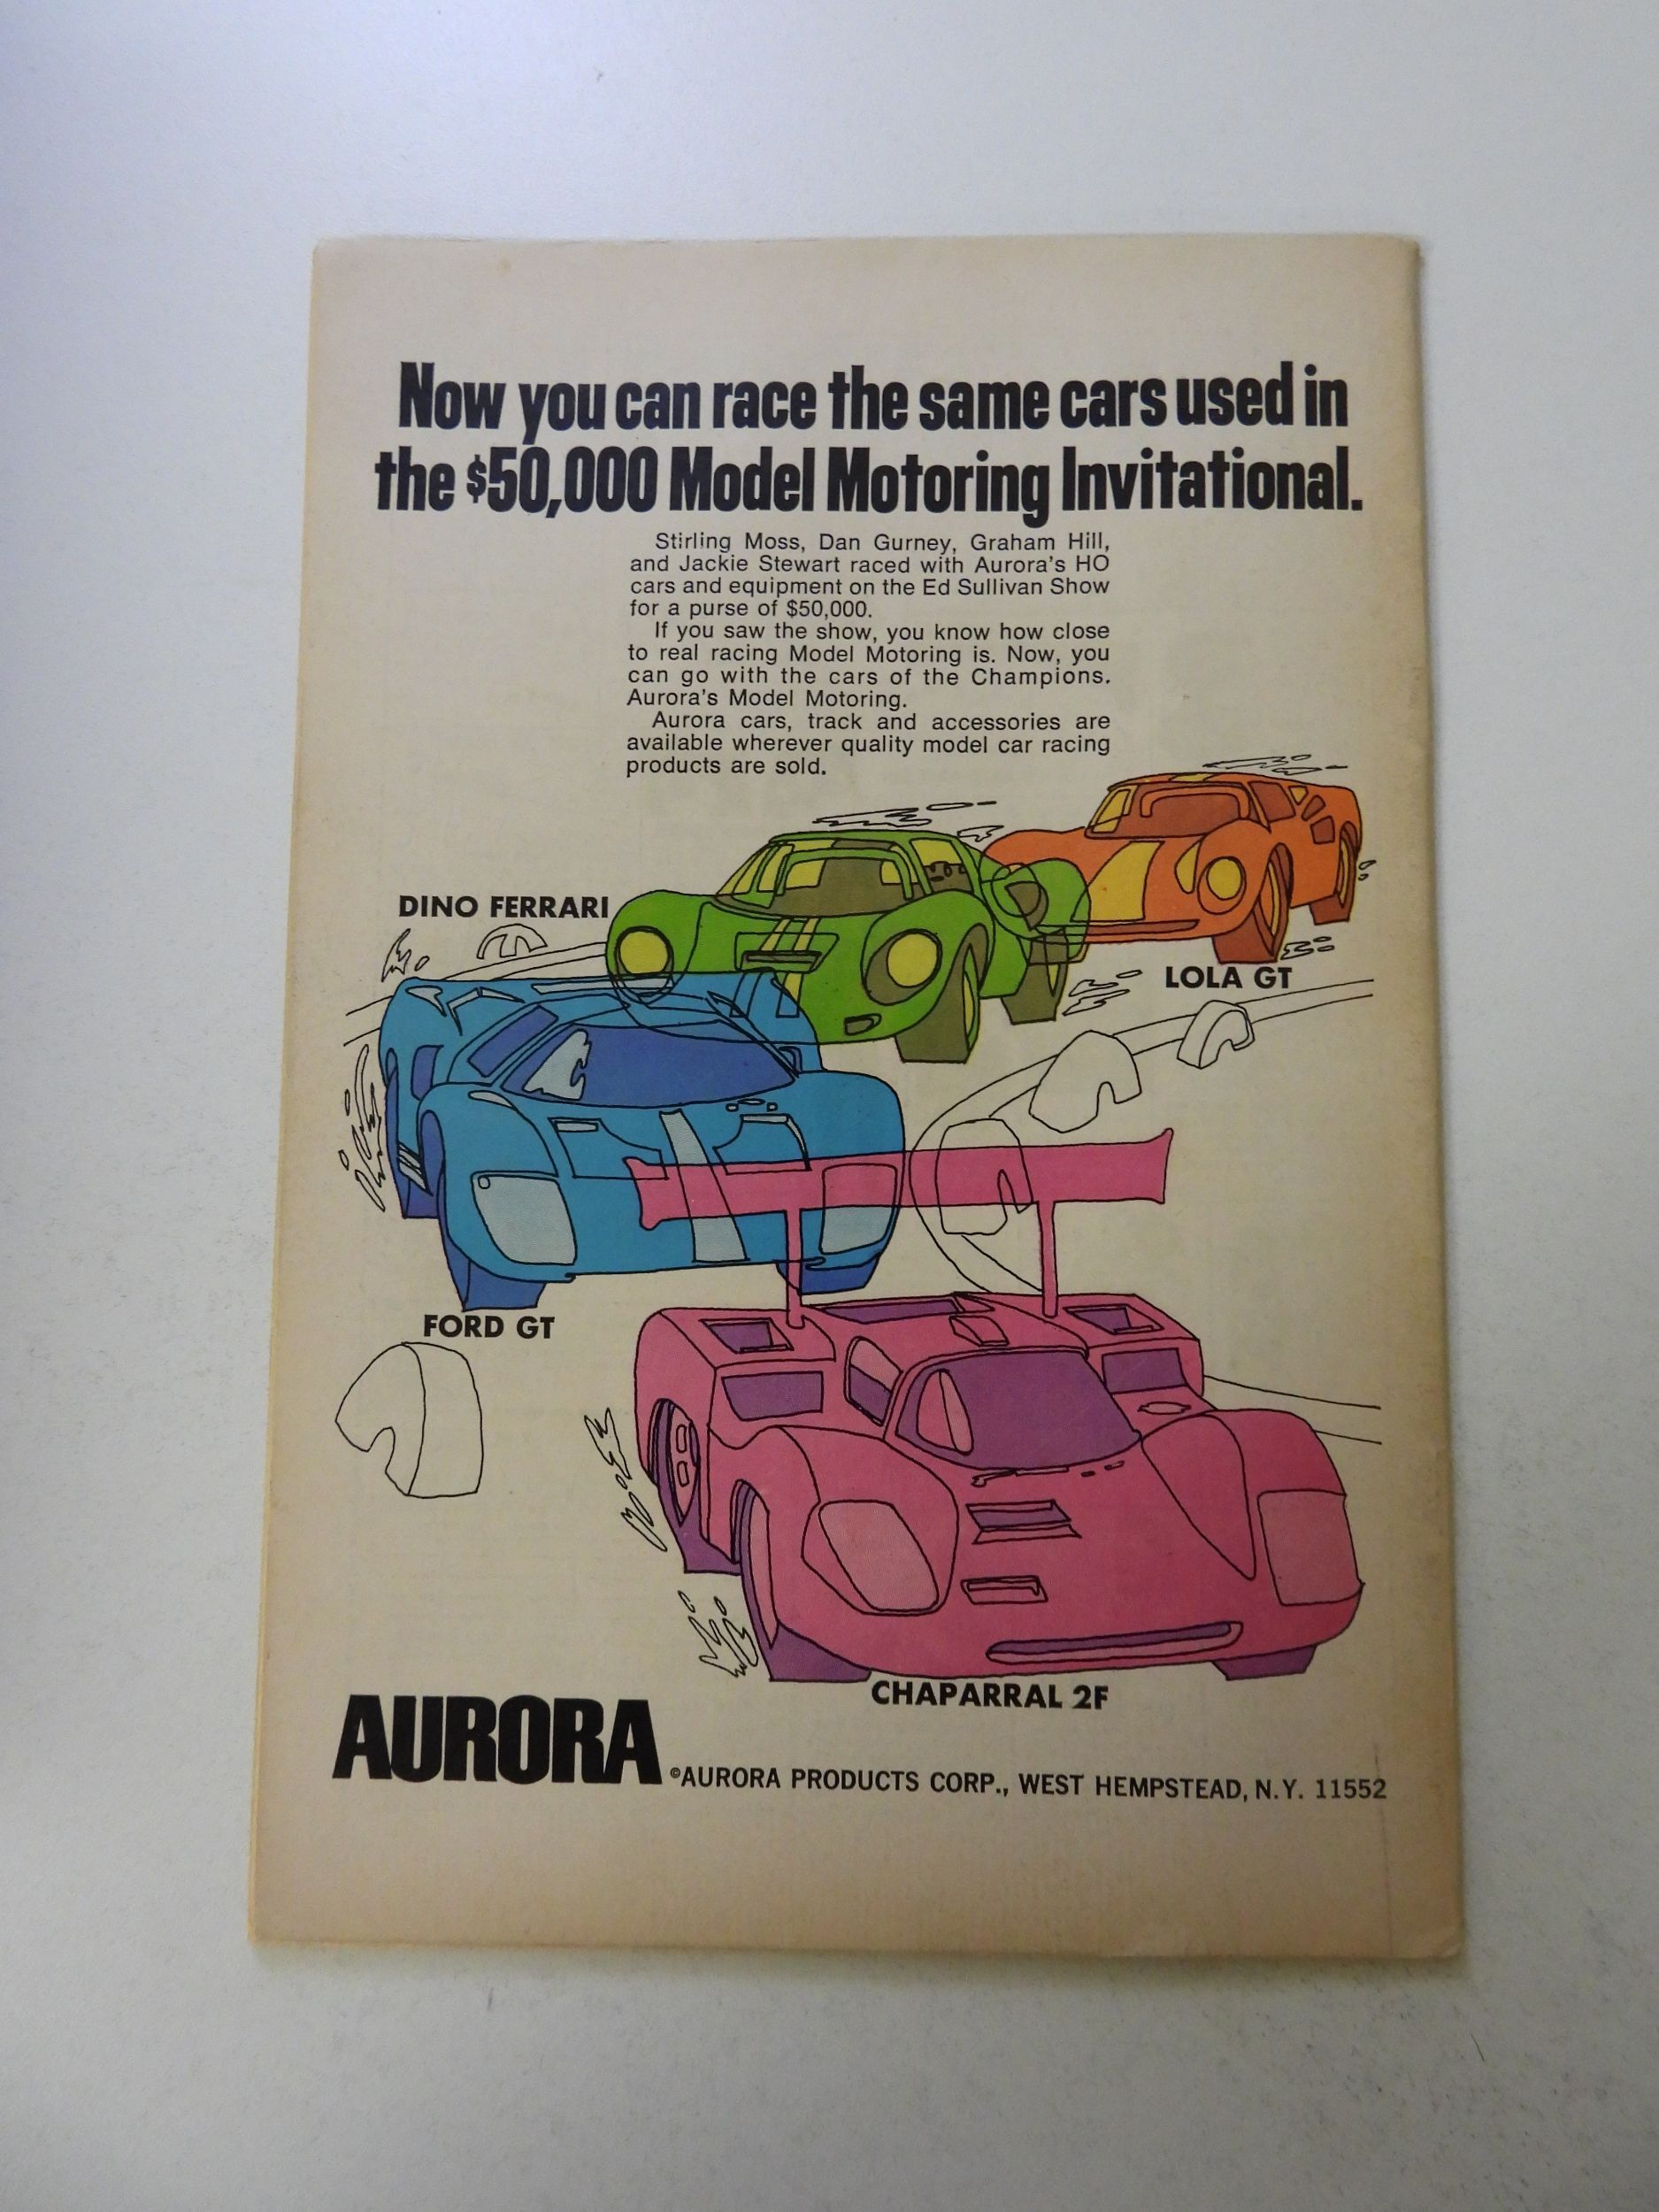 Now you can race the same cars used in
the $50,000 Model Motoring Invitational.
Stirling Moss, Dan Gurney, Graham Hill,
and Jackie Stewart raced with Aurora's HO
cars and equipment on the Ed Sullivan Show
for a purse of $50,000.
If you saw the show, you know how close
to real racing Model Motoring is. Now, you
can go with the cars of the Champions.
Aurora's Model Motoring.
Aurora cars, track and accessories are
available wherever quality model car racing
products are sold.
DINO FERRARI
LOLA GT
FORD GT
CHAPARRAL 2F
AURORA
©AURORA PRODUCTS CORP., WEST HEMPSTEAD, N.Y. 11552